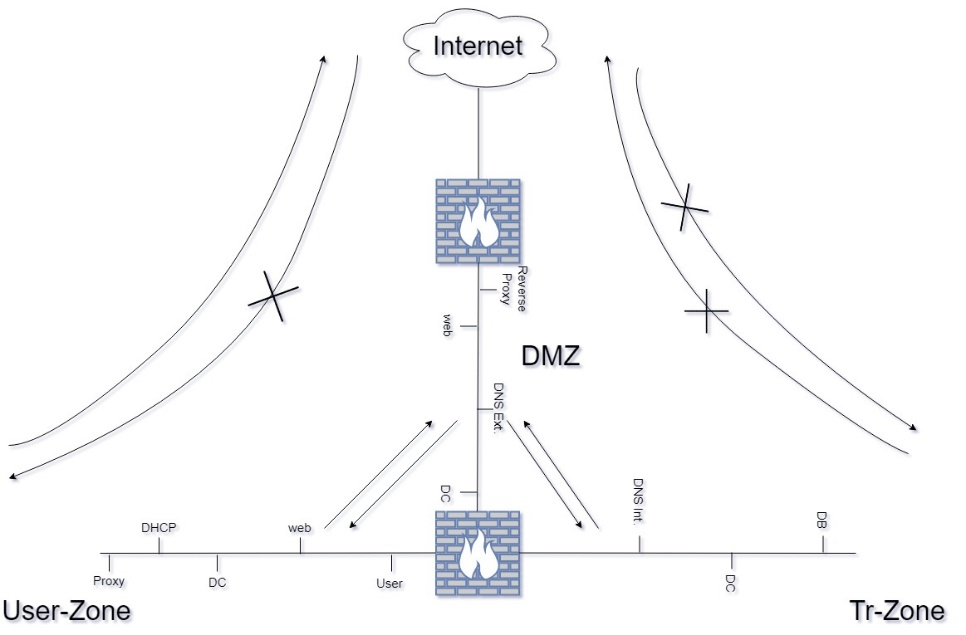 Internet
Reverse
Proxy
web
DMZ
DNS Ext.
DC
DHCP
web
DNS Int.
DB
Proxy
DC
User
DC
User-Zone
Tr-Zone